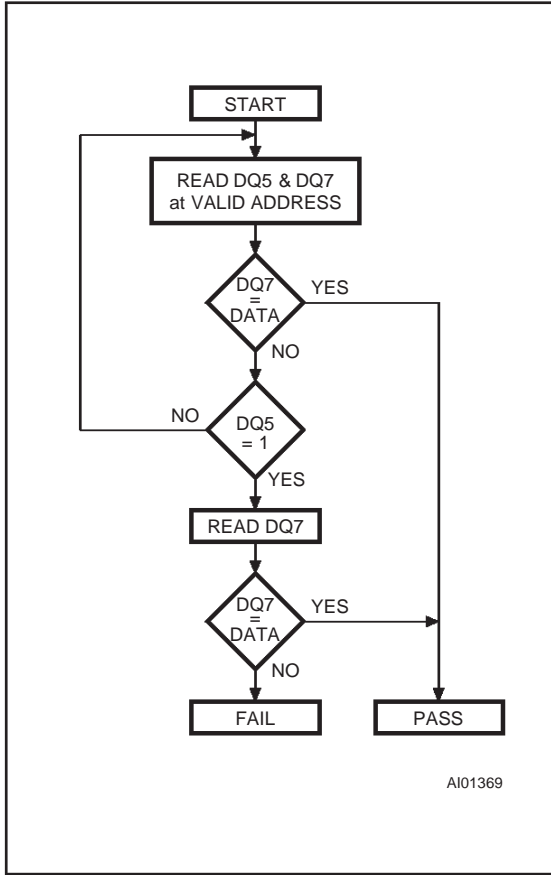 START
READ DQ5 & DQ7
at VALID ADDRESS
DQ7
=
DATA
YES
NO
NO
DQ5
= 1
YES
READ DQ7
DQ7
=
DATA
YES
NO
FAIL
PASS
AI01369